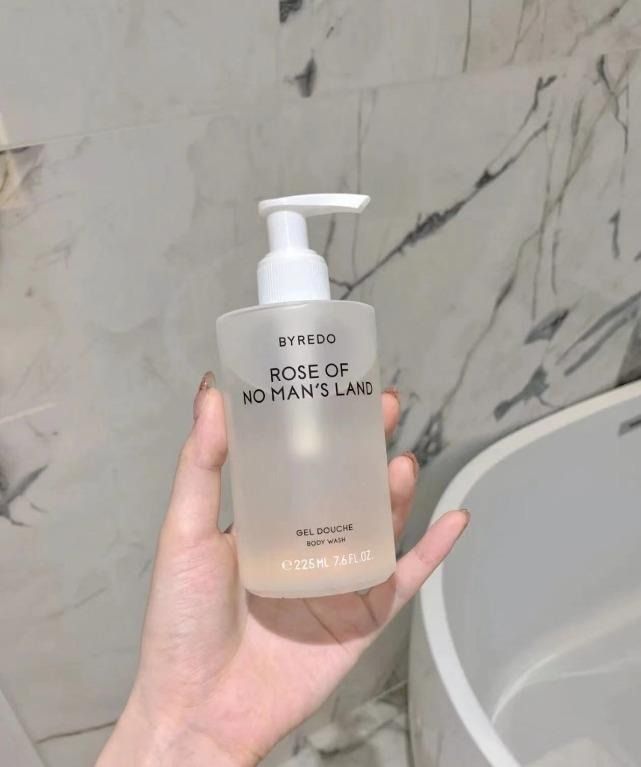 BYREDO
ROSE OF
NO MAN'S LAND
GEL DOUCHE
BODY WASH
℮225 ML 7.6 FL.OZ.